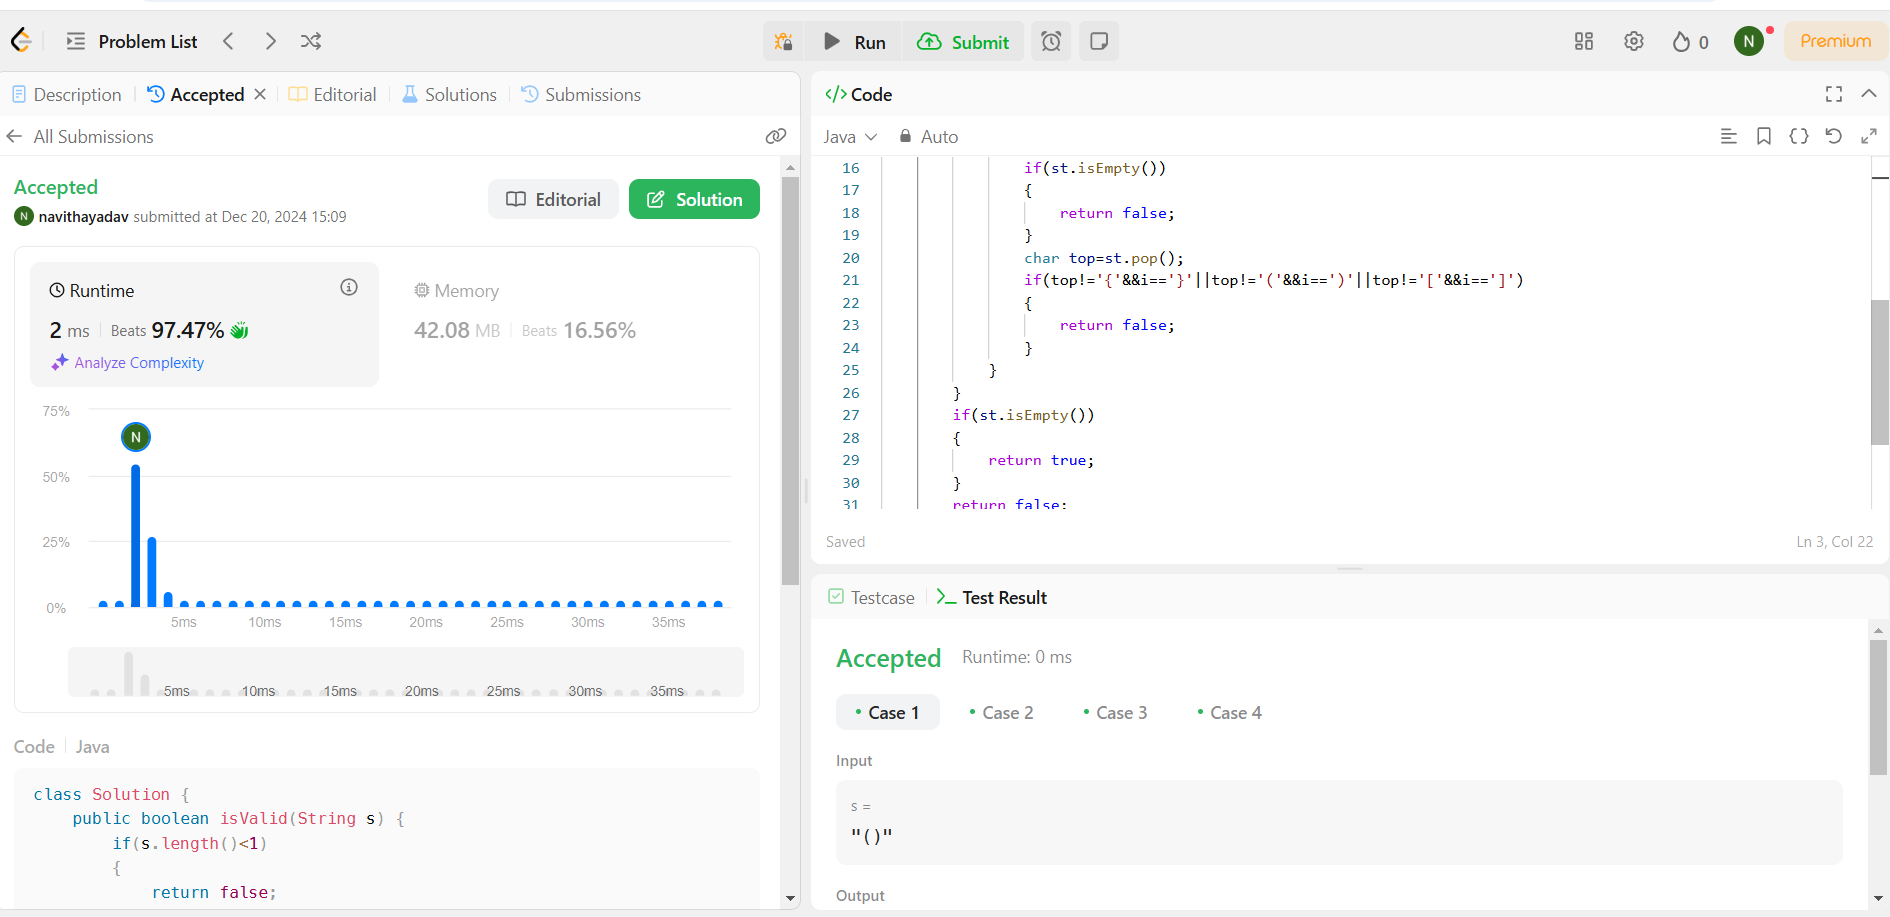 Problem List
Run
Submit
0
N
Premium
Description
Accepted
Editorial
Solutions
Submissions
All Submissions
Accepted
N navithayadav submitted at Dec 20, 2024 15:09
Editorial
Solution
Runtime
2 ms Beats 97.47%
Analyze Complexity
Memory
42.08 MB Beats 16.56%
75%
N
50%
25%
0%
5ms 10ms 15ms 20ms 25ms 30ms 35ms
5ms 10ms 15ms 20ms 25ms 30ms 35ms
Code Java
class Solution {
public boolean isValid(String s) {
if(s.length()<1)
{
return false;
</> Code
Java Auto
16 if(st.isEmpty())
17 {
18 return false;
19 }
20 char top=st.pop();
21 if(top!='{'&&i=='}'||top!='('&&i==')'||top!='['&&i==']')
22 {
23 return false;
24 }
25 }
26 }
27 if(st.isEmpty())
28 {
29 return true;
30 }
31 return false;
Saved
Ln 3, Col 22
Testcase
Test Result
Accepted Runtime: 0 ms
Case 1 Case 2 Case 3 Case 4
Input
s =
"()"
Output